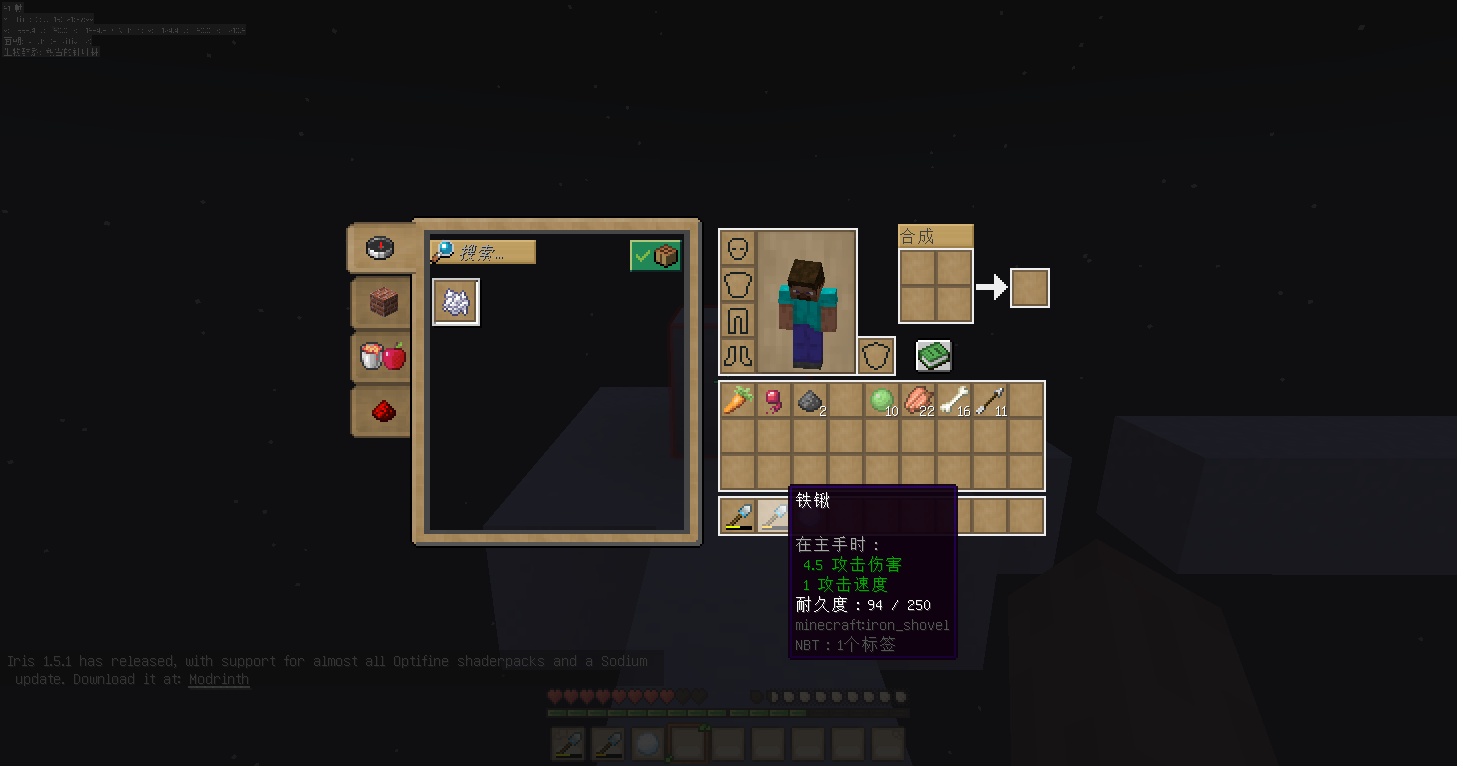 搜索...
合成
2
10
22
16
11
铁锹
在主手时：
4.5 攻击伤害
1 攻击速度
耐久度：94 / 250
minecraft:iron_shovel
NBT：1个标签
Iris 1.5.1 has released, with support for almost all Optifine shaderpacks and a Sodium
update. Download it at: Modrinth